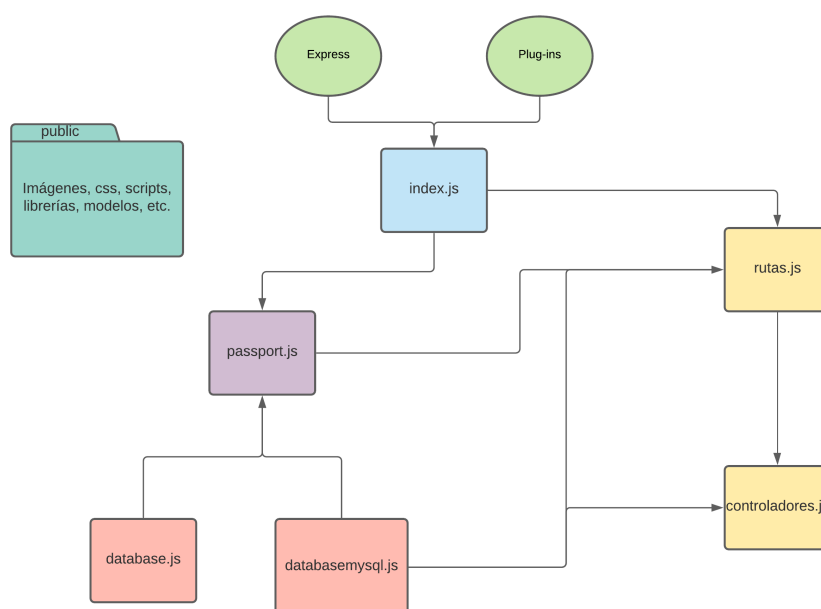 Express
Plug-ins
public
Imágenes, css, scripts,
librerías, modelos, etc.
index.js
rutas.js
passport.js
controladores.j
database.js
databasemysql.js